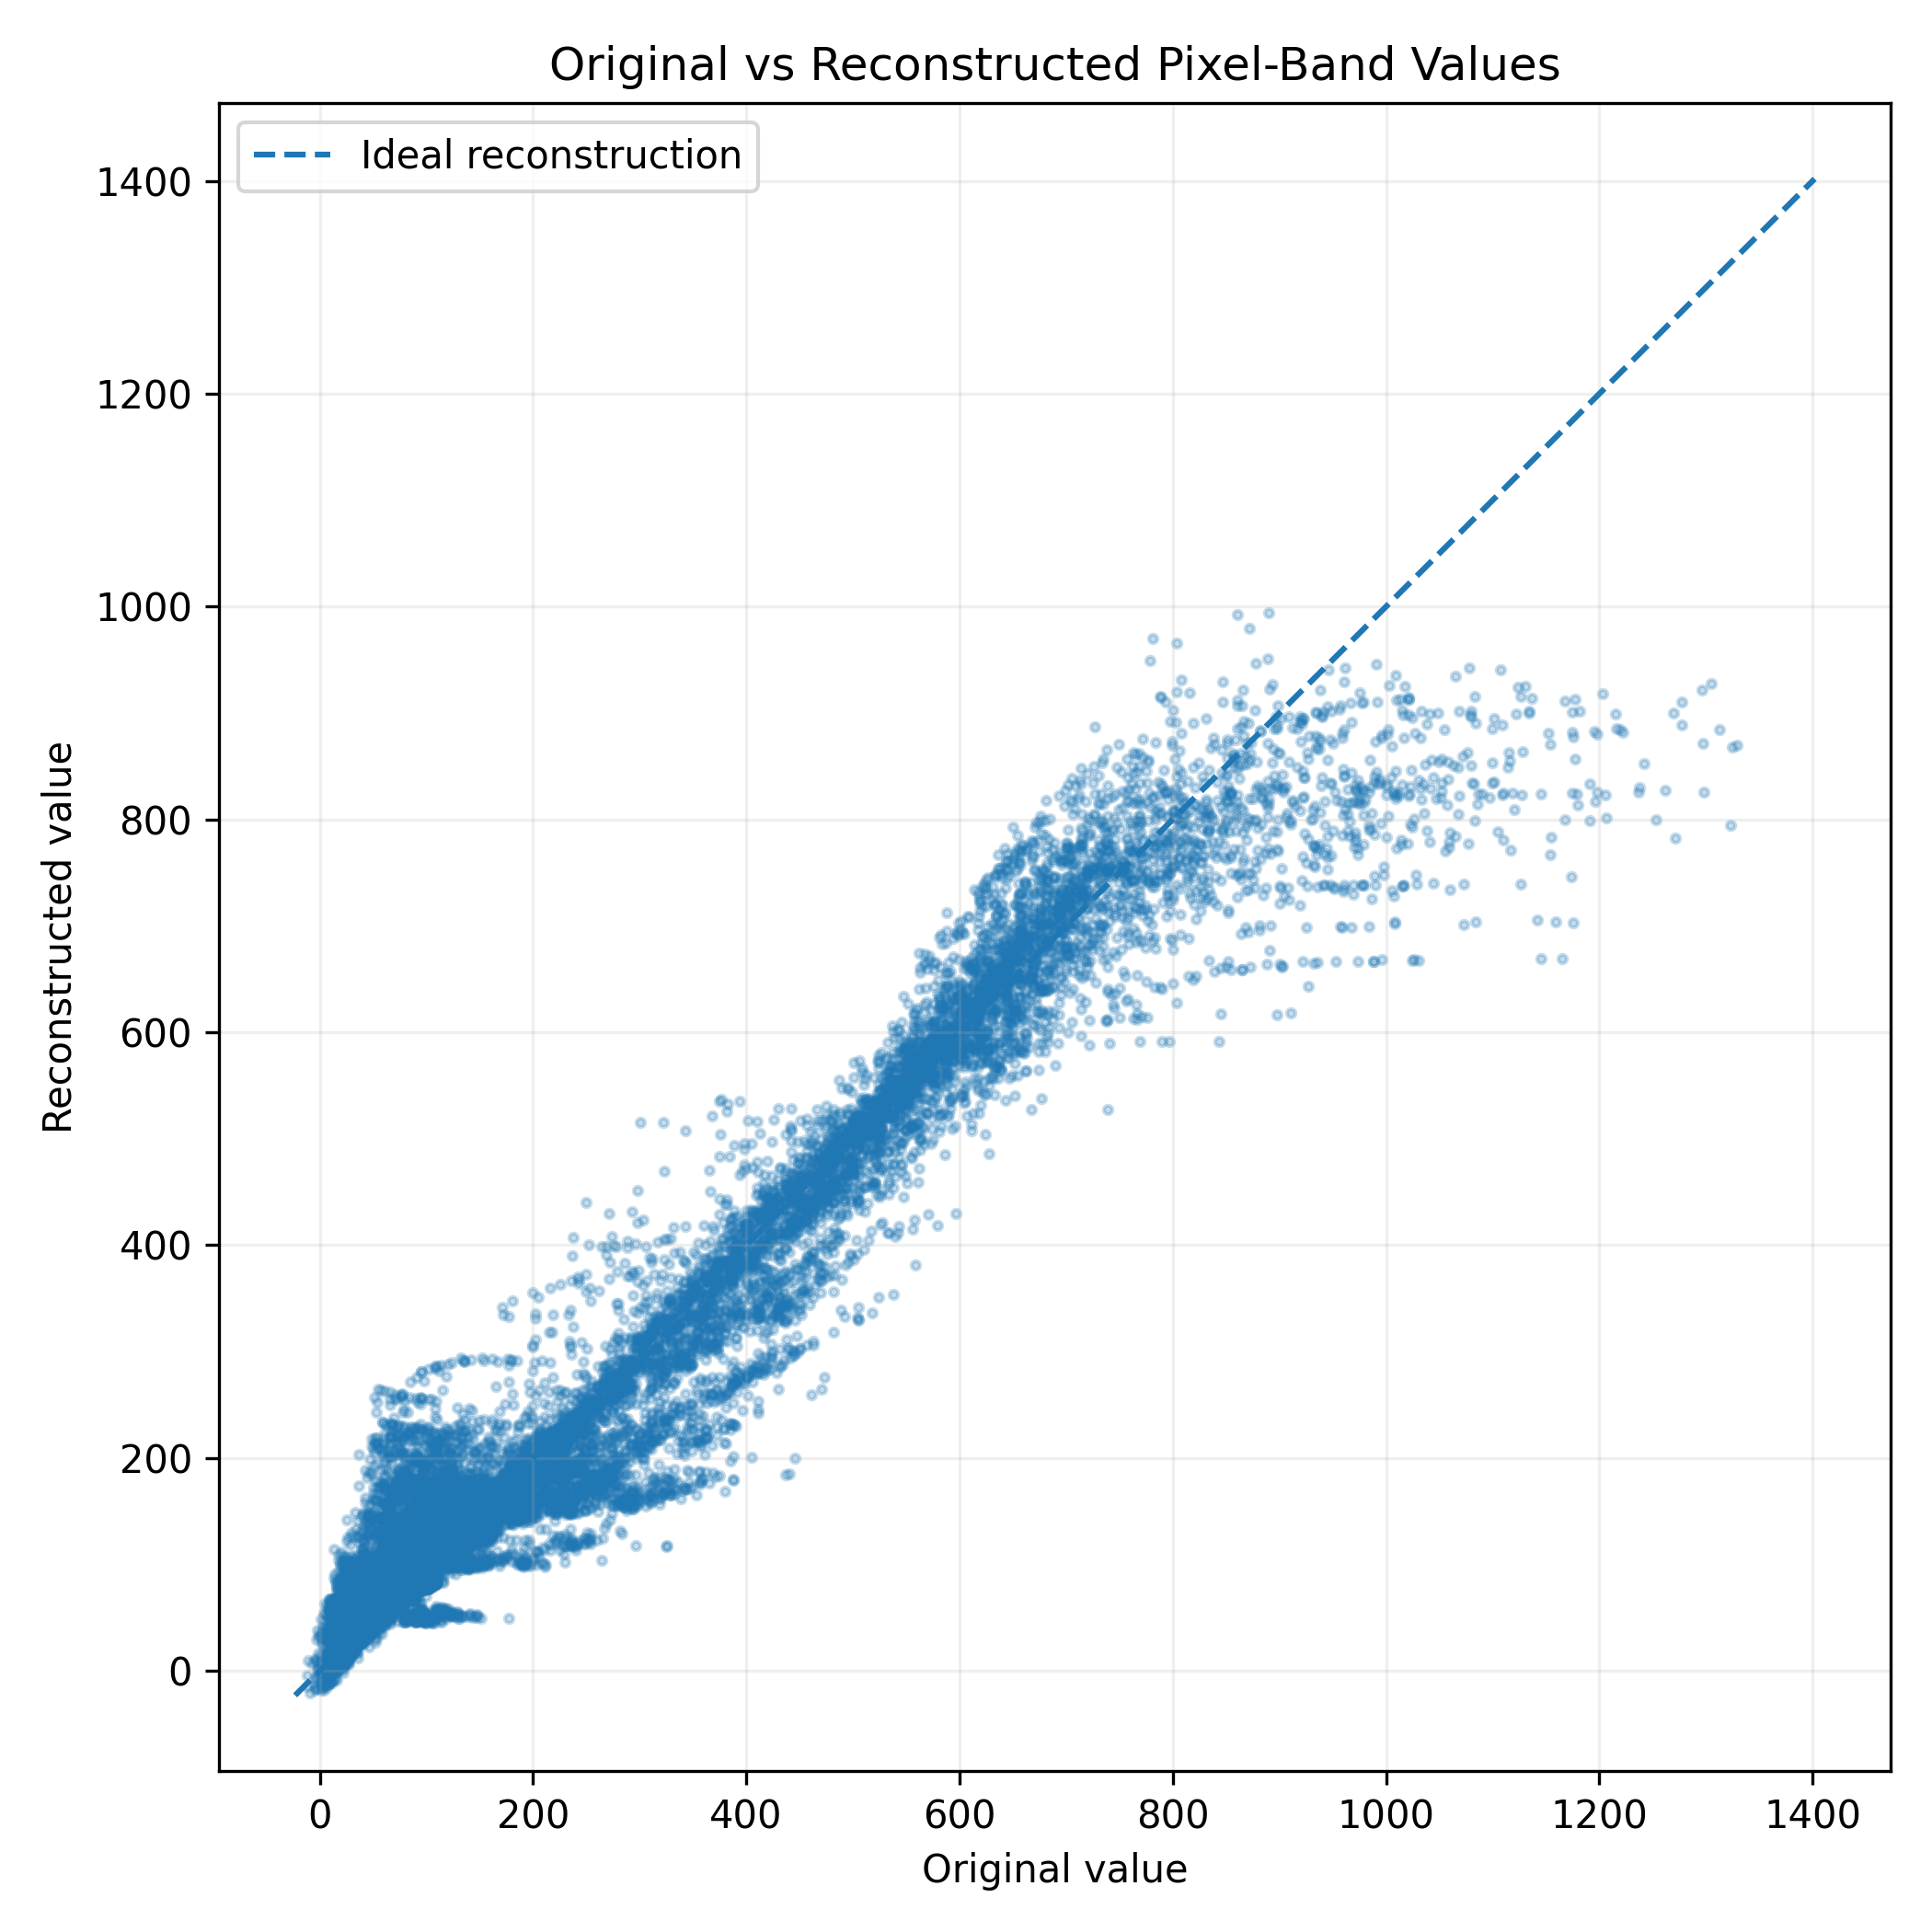 Original vs Reconstructed Pixel-Band Values
Ideal reconstruction
1400
1200
1000
800
600
400
200
0
Reconstructed value
0 200 400 600 800 1000 1200 1400
Original value